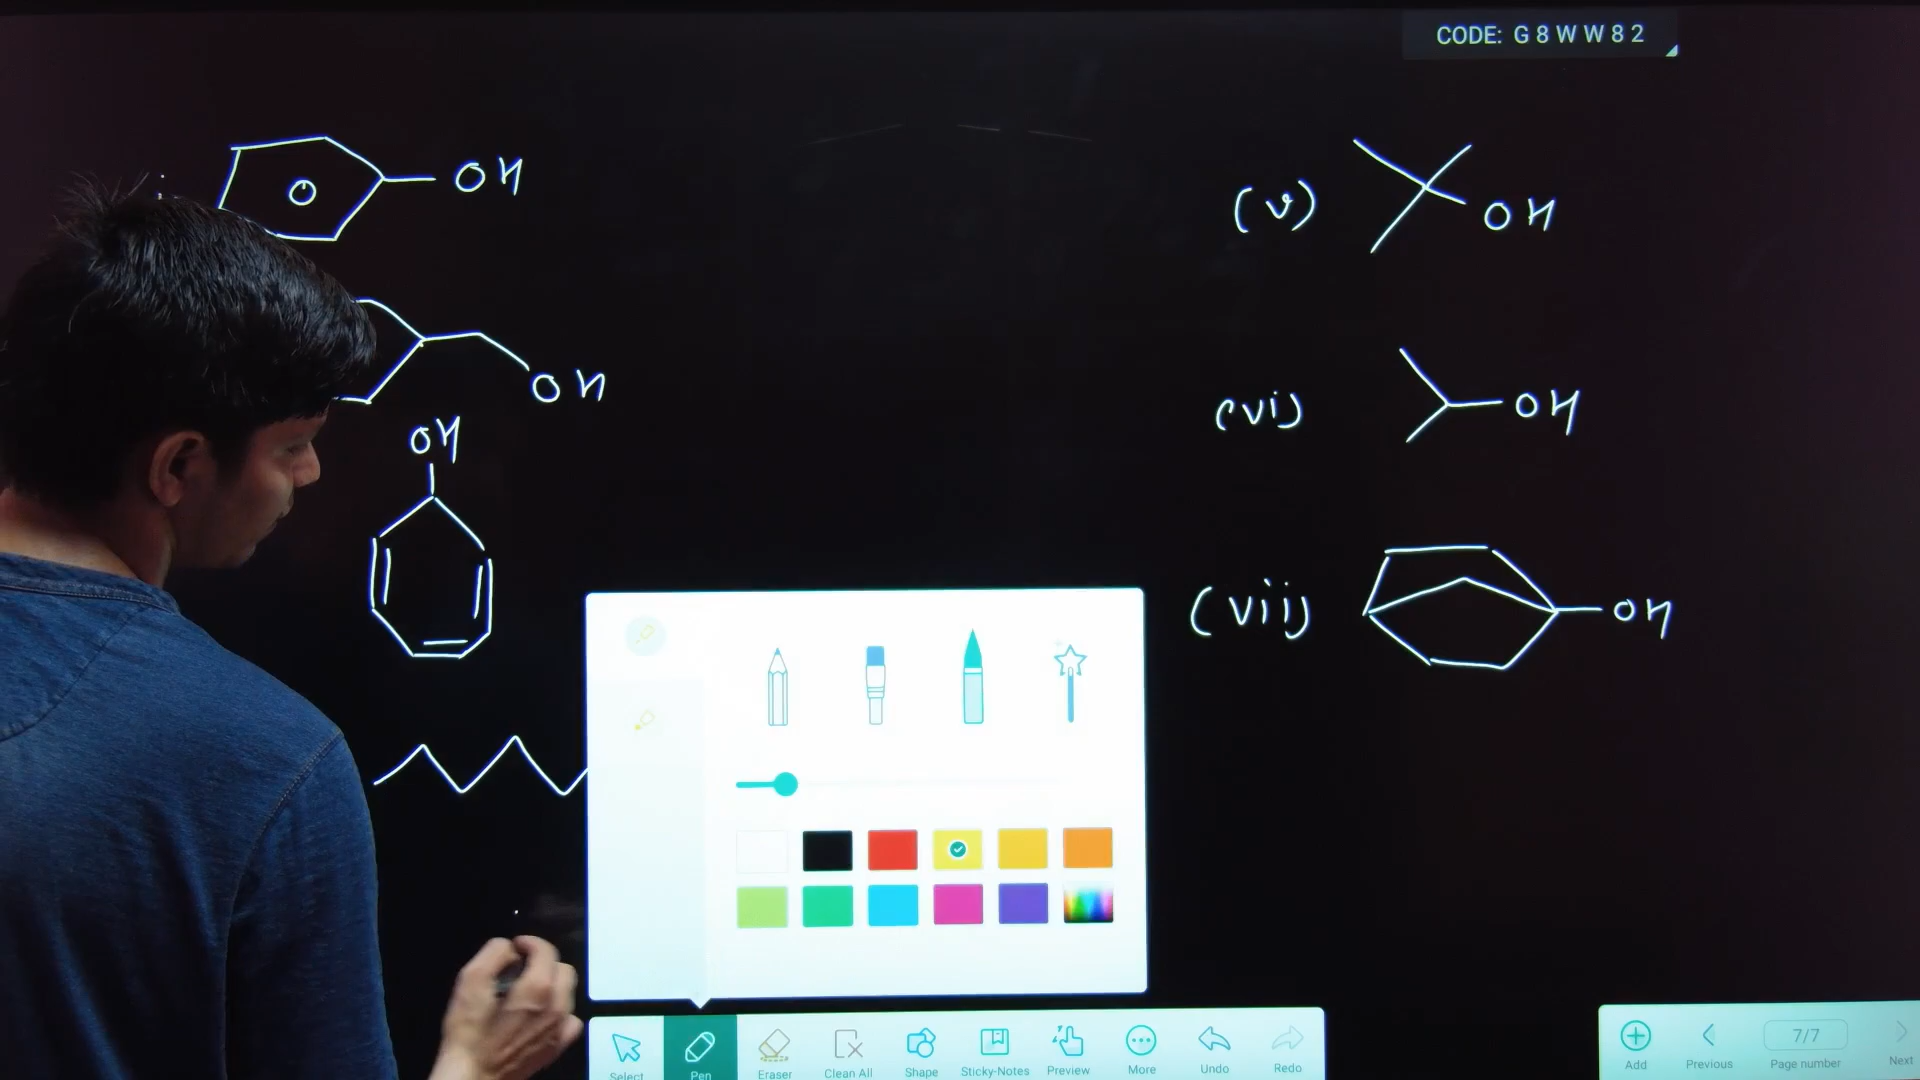 CODE: G8WW82
OH
(v) OH
OH
(vi) OH
OH
(vii) OH
Select Pen Eraser Clean All Shape Sticky-Notes Preview More Undo Redo
Add Previous 7/7 Page number Next